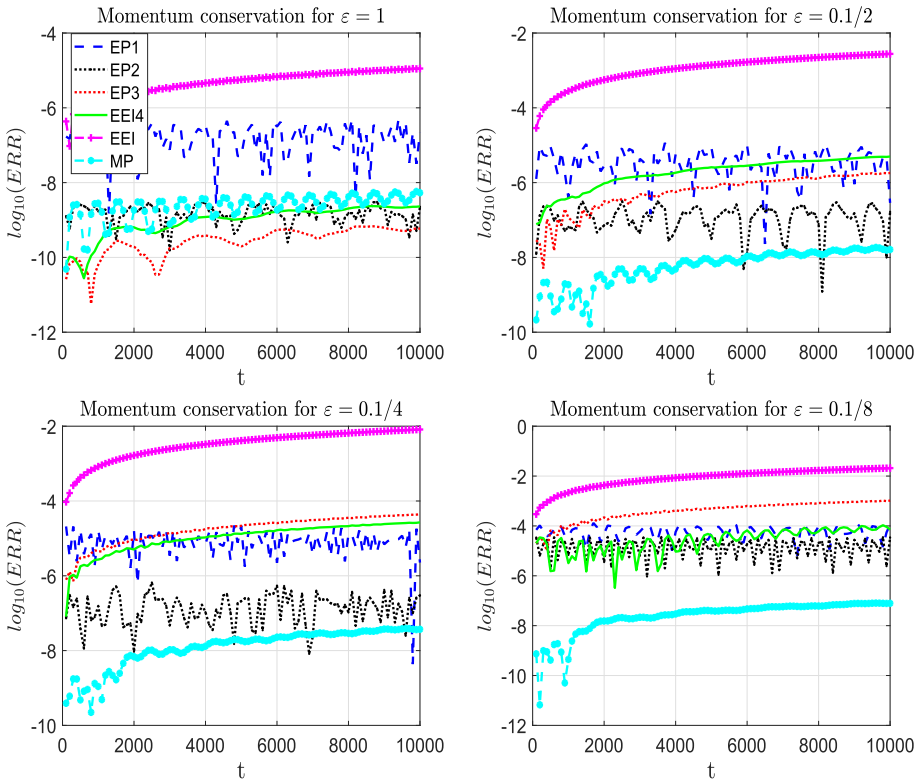 Momentum conservation for ε = 1
-4
-6
-8
-10
-12
log10(ERR)
EP1
EP2
EP3
EEI4
EEI
MP
0 2000 4000 6000 8000 10000
t
Momentum conservation for ε = 0.1/2
-2
-4
-6
-8
-10
log10(ERR)
0 2000 4000 6000 8000 10000
t
Momentum conservation for ε = 0.1/4
-2
-4
-6
-8
-10
log10(ERR)
0 2000 4000 6000 8000 10000
t
Momentum conservation for ε = 0.1/8
0
-2
-4
-6
-8
-10
-12
log10(ERR)
0 2000 4000 6000 8000 10000
t